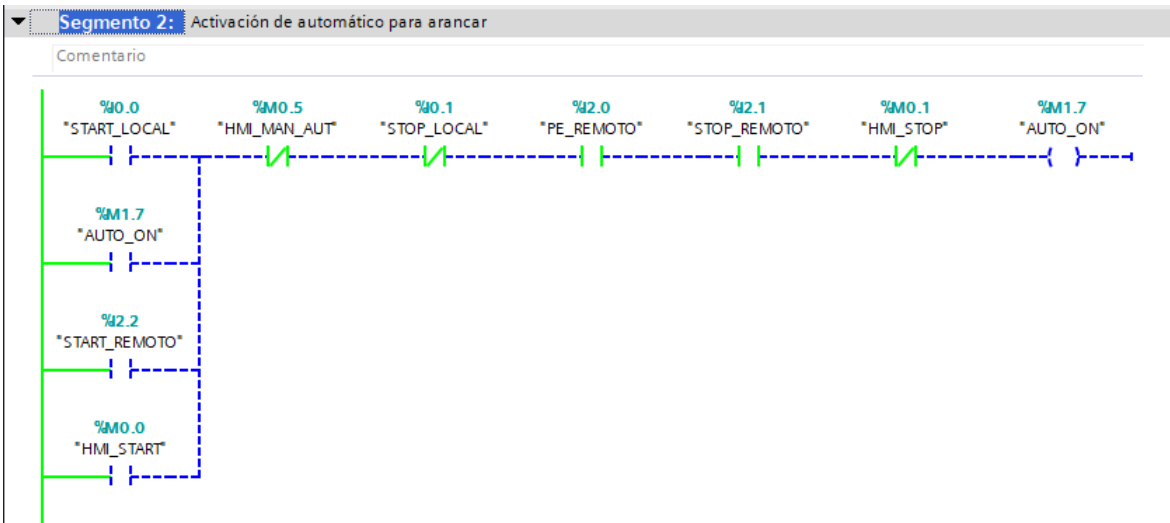 Segmento 2: Activación de automático para arancar
Comentario
%I0.0 %M0.5 %I0.1 %I2.0 %I2.1 %M0.1 %M1.7
"START_LOCAL" "HMI_MAN_AUT" "STOP_LOCAL" "PE_REMOTO" "STOP_REMOTO" "HMI_STOP" "AUTO_ON"
%M1.7
"AUTO_ON"
%I2.2
"START_REMOTO"
%M0.0
"HMI_START"